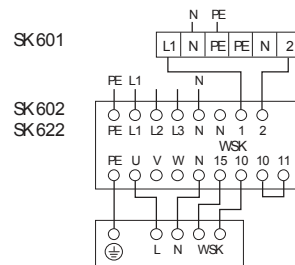 N PE
SK601
L1 N PE PE N 2
PE L1 N
SK602
SK622
PE L1 L2 L3 N N 1 2
WSK
PE U V W N 15 10 10 11
L N WSK